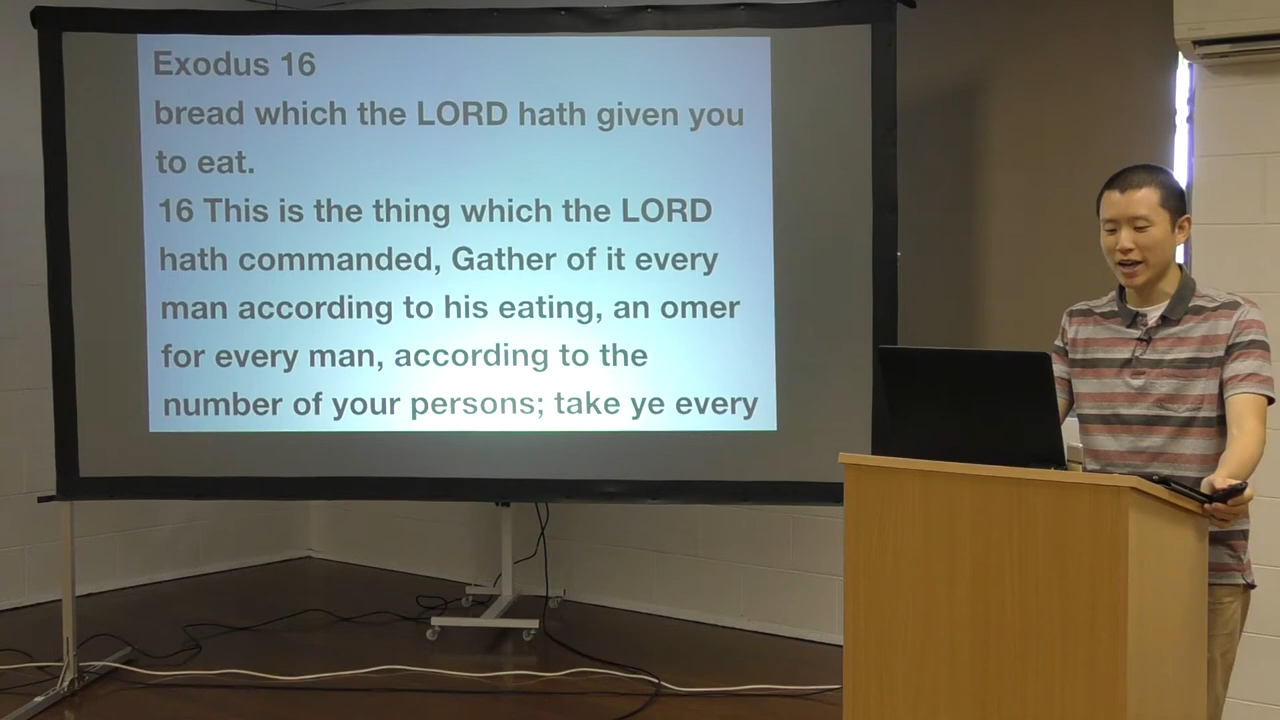 Exodus 16
bread which the LORD hath given you
to eat.
16 This is the thing which the LORD
hath commanded, Gather of it every
man according to his eating, an omer
for every man, according to the
number of your persons; take ye every